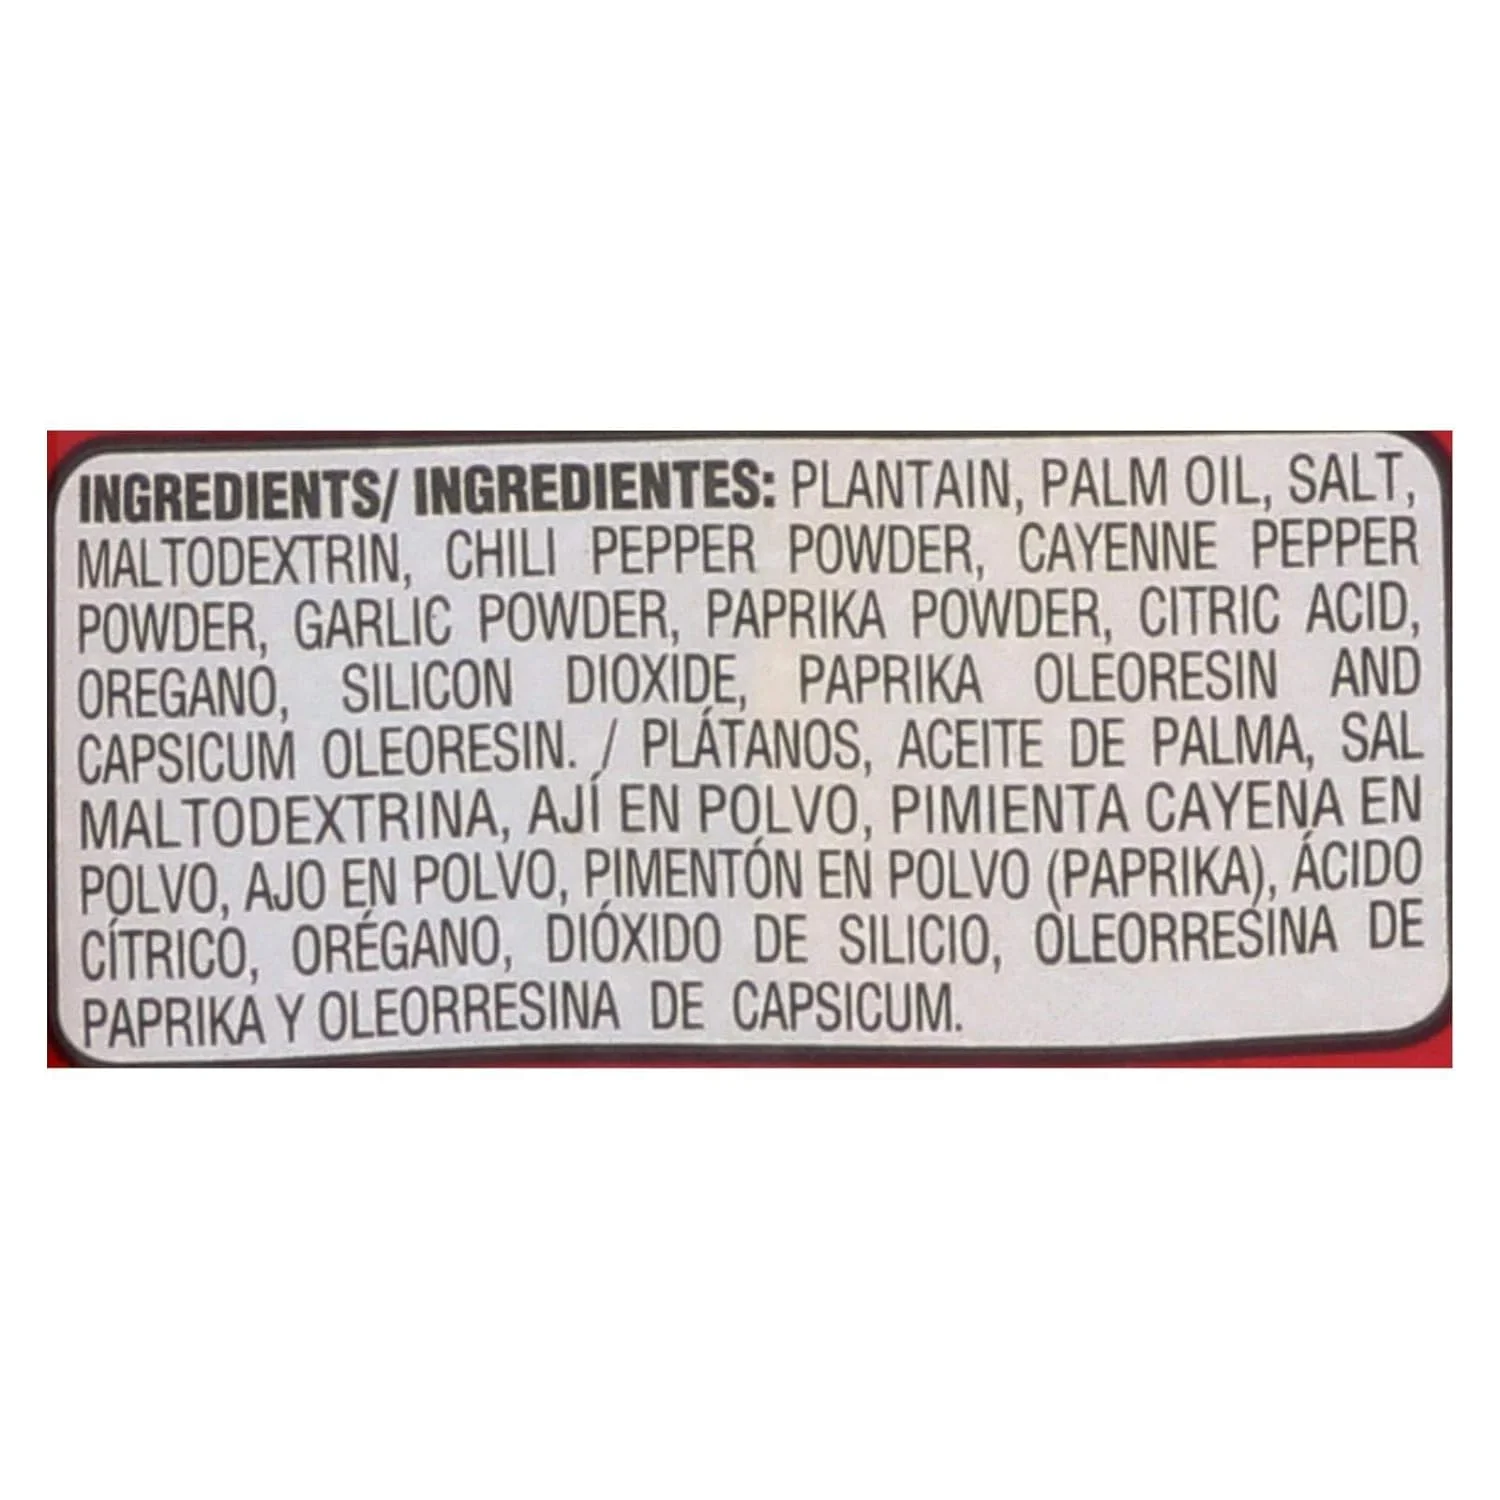 INGREDIENTS/ INGREDIENTES: PLANTAIN, PALM OIL, SALT,
MALTODEXTRIN, CHILI PEPPER POWDER, CAYENNE PEPPER
POWDER, GARLIC POWDER, PAPRIKA POWDER, CITRIC ACID,
OREGANO, SILICON DIOXIDE, PAPRIKA OLEORESIN AND
CAPSICUM OLEORESIN. / PLÁTANOS, ACEITE DE PALMA, SAL
MALTODEXTRINA, AJÍ EN POLVO, PIMIENTA CAYENA EN
POLVO, AJO EN POLVO, PIMENTÓN EN POLVO (PAPRIKA), ÁCIDO
CÍTRICO, ORÉGANO, DIÓXIDO DE SILICIO, OLEORRESINA DE
PAPRIKA Y OLEORRESINA DE CAPSICUM.